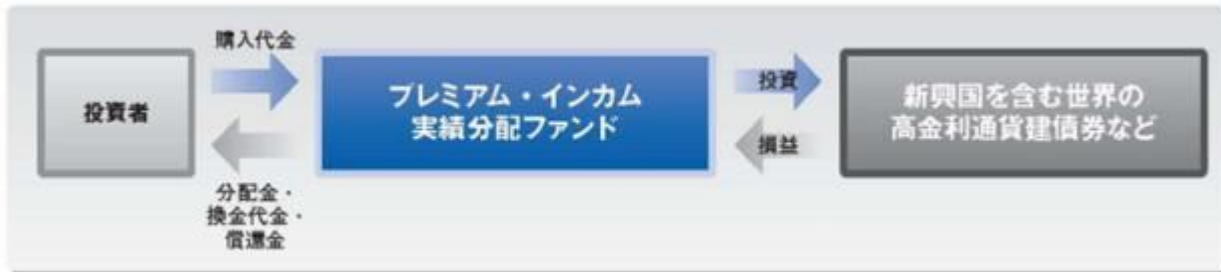 購入代金
投資者
プレミアム・インカム
実績分配ファンド
投資
損益
新興国を含む世界の
高金利通貨建債券など
分配金・
換金代金・
償還金